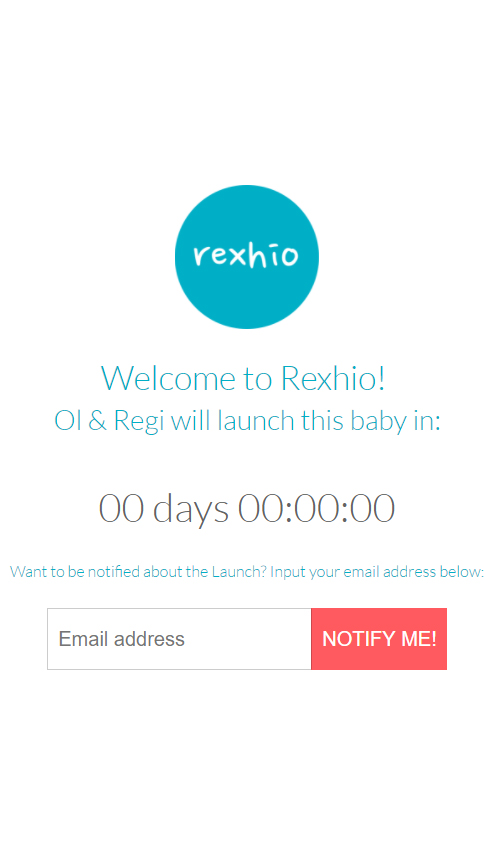 rexhio
Welcome to Rexhio!
Ol & Regi will launch this baby in:
00 days 00:00:00
Want to be notified about the Launch? Input your email address below:
Email address
NOTIFY ME!